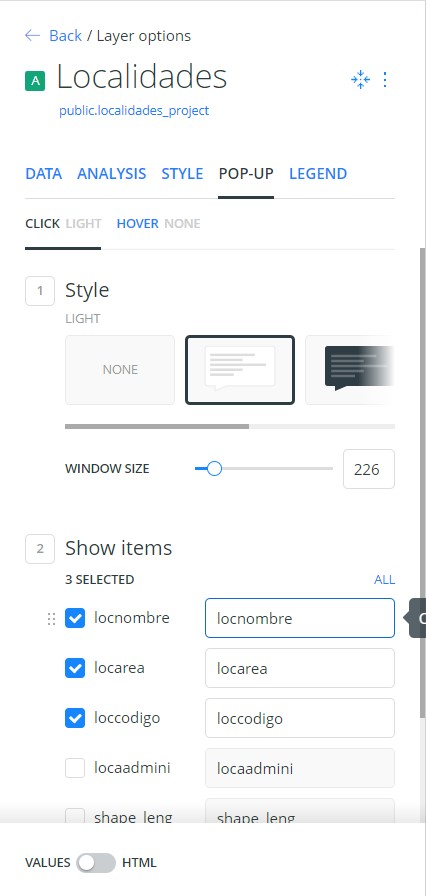 Back / Layer options
A Localidades
public.localidades_project
DATA ANALYSIS STYLE POP-UP LEGEND
CLICK LIGHT HOVER NONE
1 Style
LIGHT
NONE
WINDOW SIZE 226
2 Show items
3 SELECTED ALL
locnombre locnombre
locarea locarea
loccodigo loccodigo
locaadmini locaadmini
shape_leng shape_leng
VALUES HTML